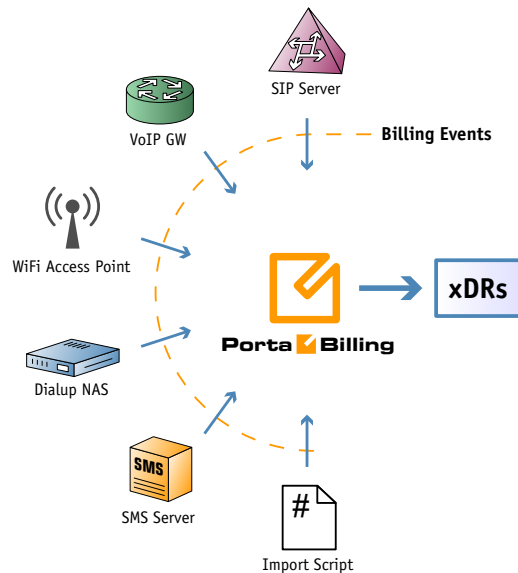 SIP Server
VoIP GW
Billing Events
WiFi Access Point
xDRs
Porta Billing
Dialup NAS
SMS
SMS Server
#
Import Script